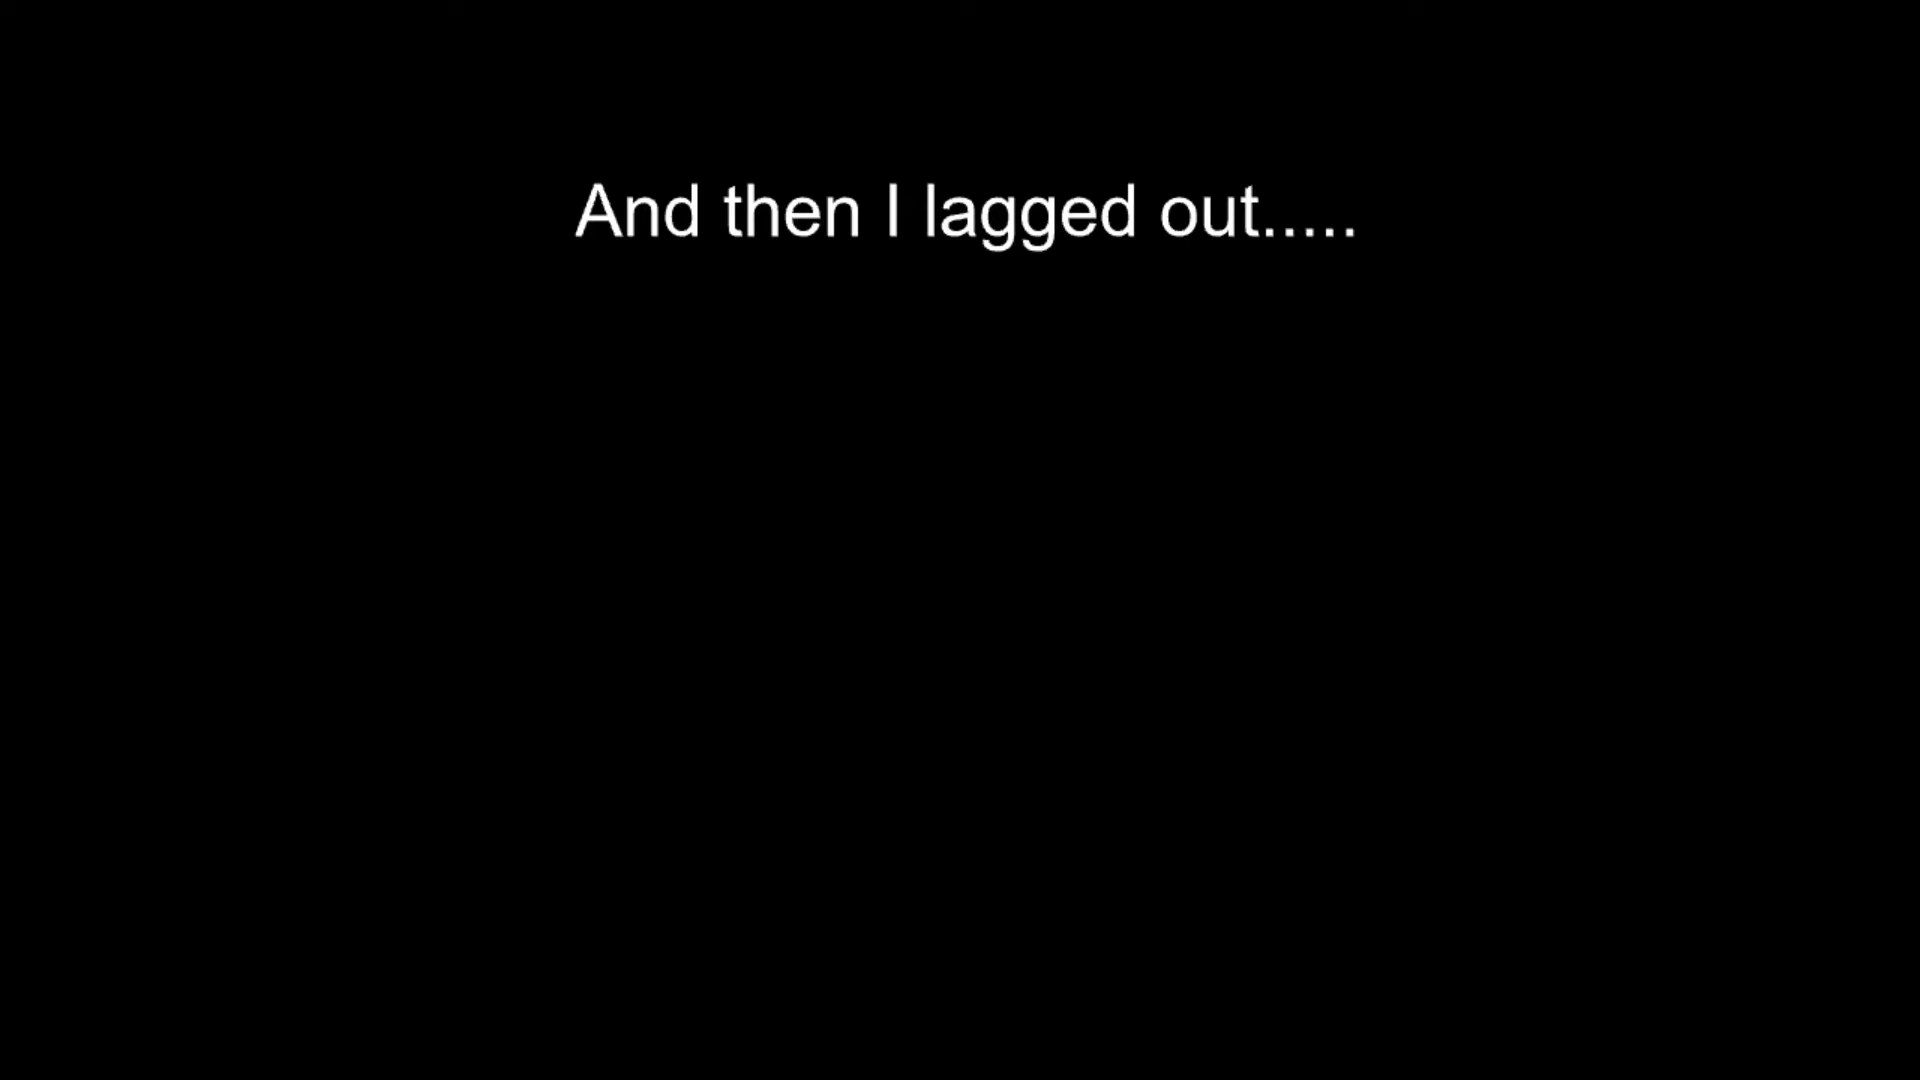 And then I lagged out.....